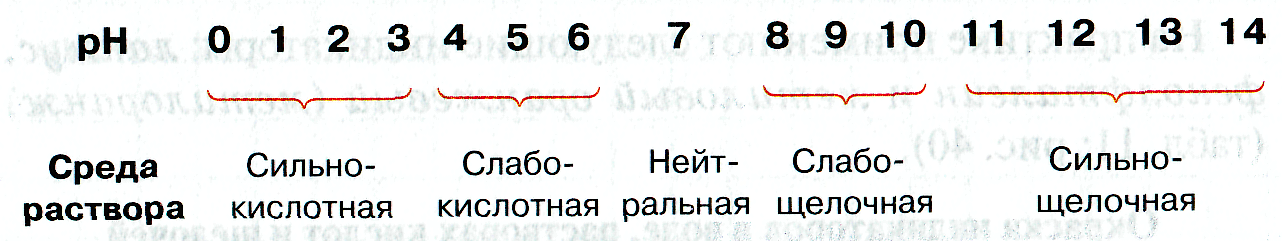 pH 0 1 2 3 4 5 6 7 8 9 10 11 12 13 14
Среда Сильно- Слабо- Нейт- Слабо- Сильно-
раствора кислотная кислотная ральная щелочная щелочная